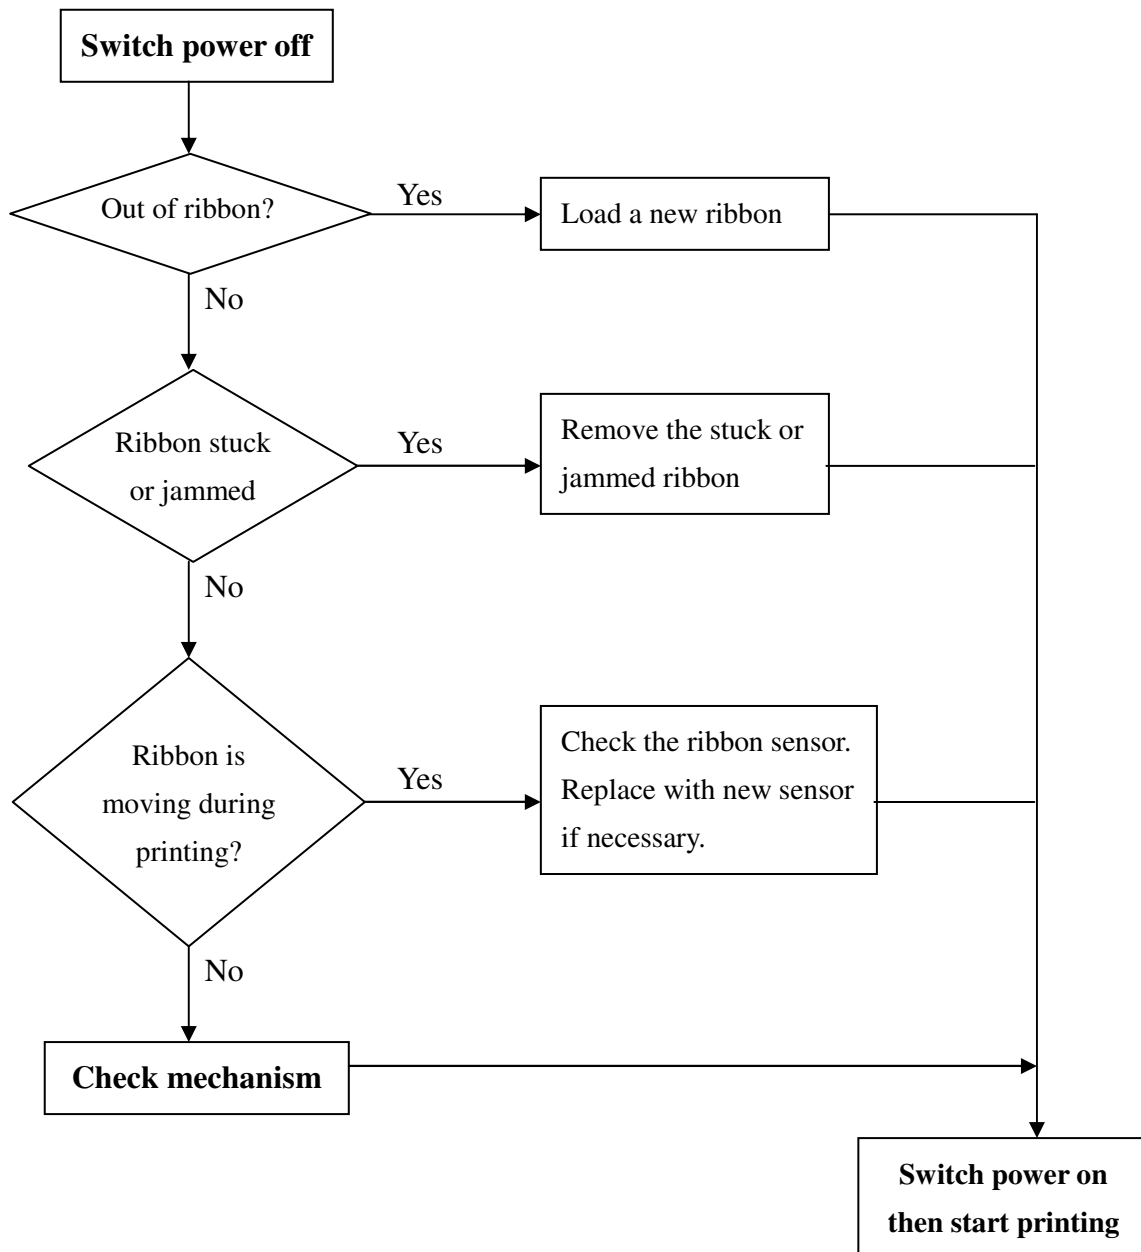 Switch power off
Out of ribbon?
Yes
Load a new ribbon
No
Ribbon stuck
or jammed
Yes
Remove the stuck or
jammed ribbon
No
Ribbon is
moving during
printing?
Yes
Check the ribbon sensor.
Replace with new sensor
if necessary.
No
Check mechanism
Switch power on
then start printing